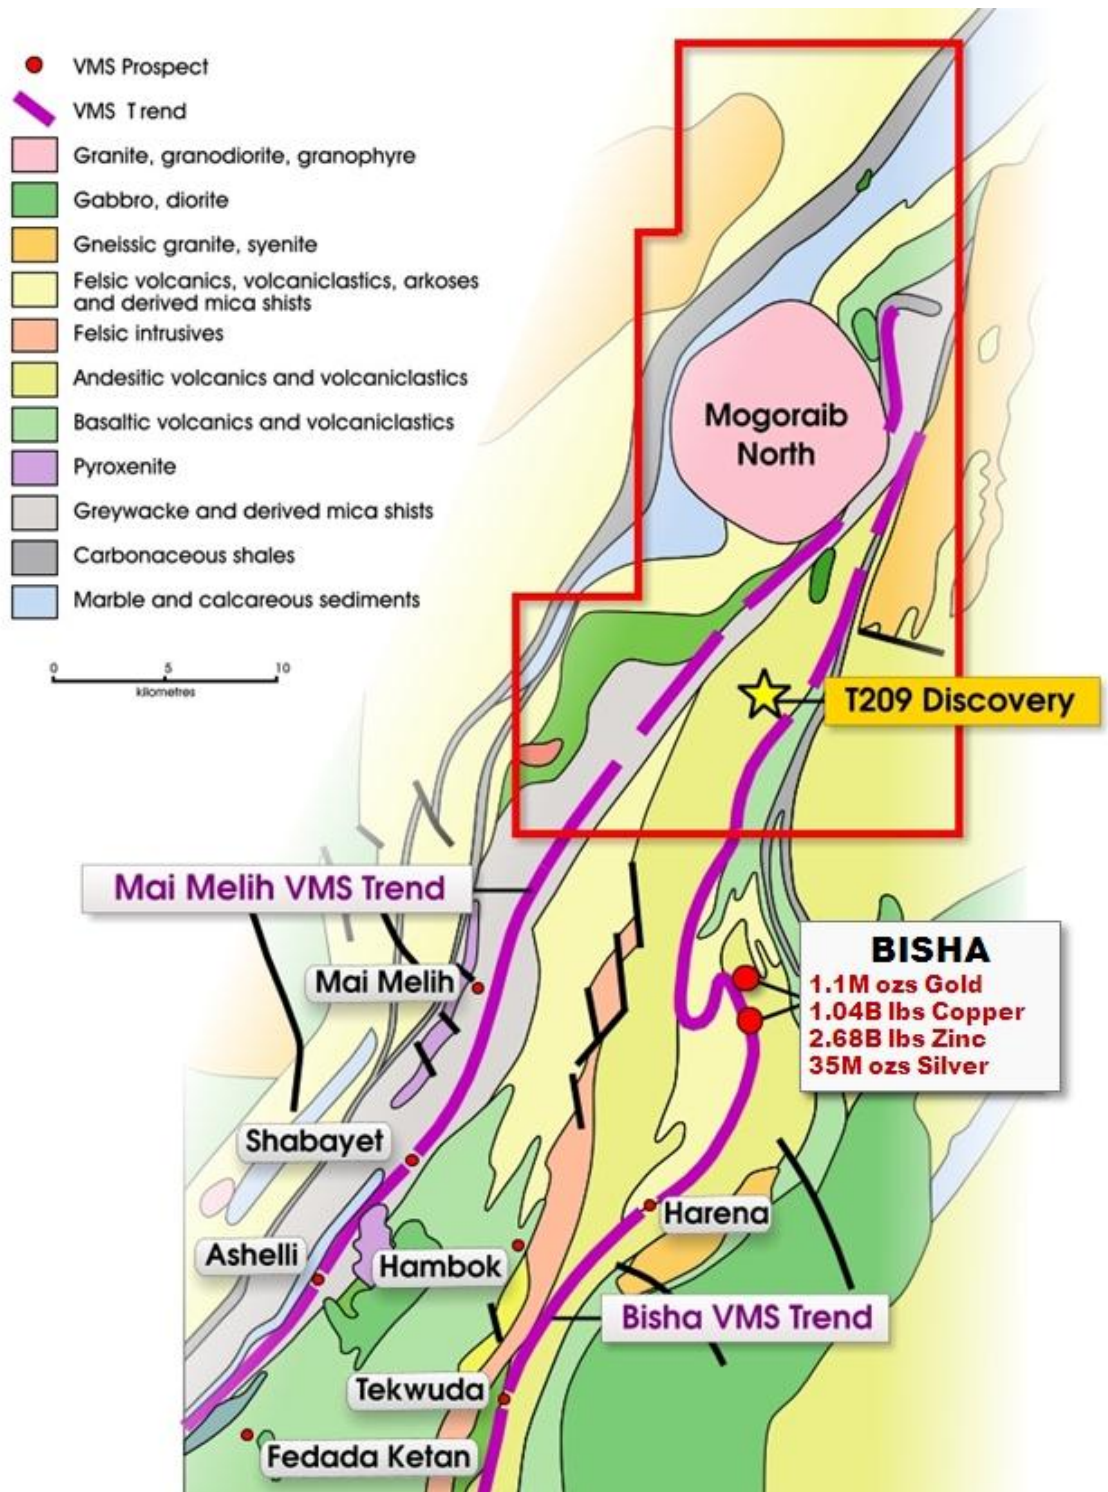 VMS Prospect
VMS Trend
Granite, granodiorite, granophyre
Gabbro, diorite
Gneissic granite, syenite
Felsic volcanics, volcaniclastics, arkoses
and derived mica shists
Felsic intrusives
Andesitic volcanics and volcaniclastics
Basaltic volcanics and volcaniclastics
Pyroxenite
Greywacke and derived mica shists
Carbonaceous shales
Marble and calcareous sediments
0 5 10
kilometres
Mogoraib
North
T209 Discovery
Mai Melih VMS Trend
Mai Melih
BISHA
1.1M ozs Gold
1.04B lbs Copper
2.68B lbs Zinc
35M ozs Silver
Shabayet
Harena
Ashelli
Hambok
Bisha VMS Trend
Tekwuda
Fedada Ketan